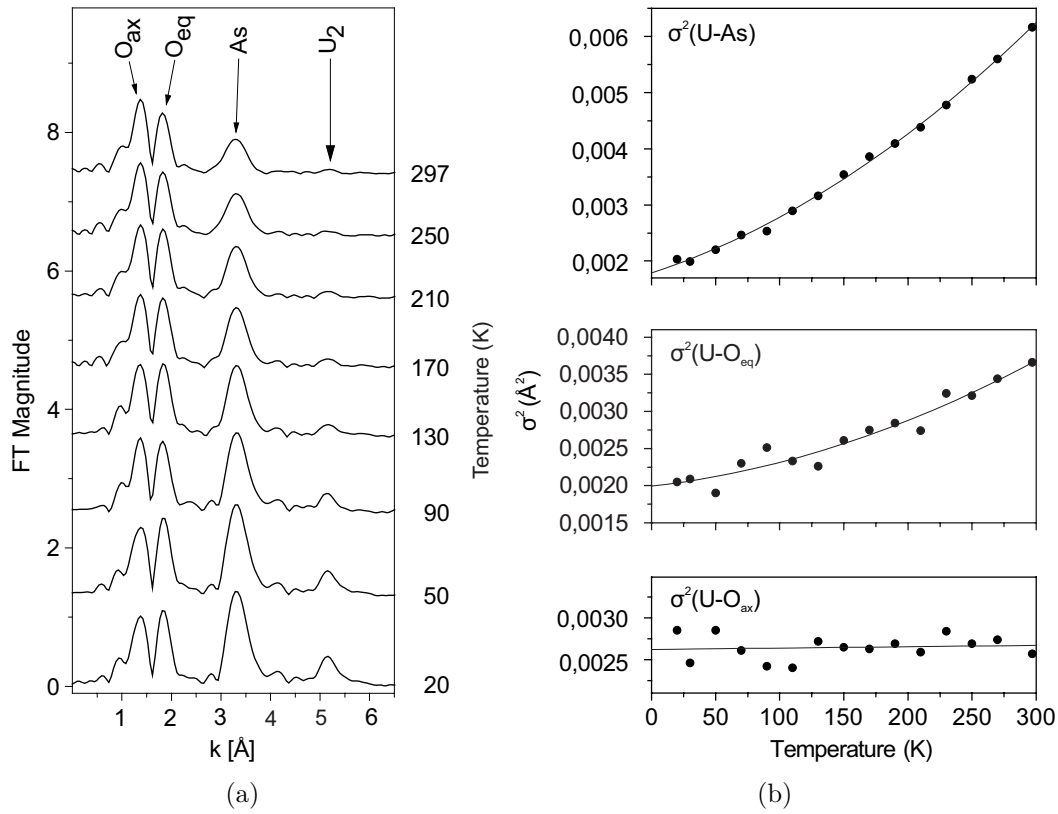 O_ax
O_eq
As
U_2
8
6
4
2
0
FT Magnitude
297
250
210
170
130
90
50
20
Temperature (K)
1 2 3 4 5 6
k [Å]
(a)
σ²(U-As)
0,006
0,005
0,004
0,003
0,002
σ²(U-O_eq)
0,0040
0,0035
0,0030
0,0025
0,0020
0,0015
σ² (Å²)
σ²(U-O_ax)
0,0030
0,0025
0 50 100 150 200 250 300
Temperature (K)
(b)